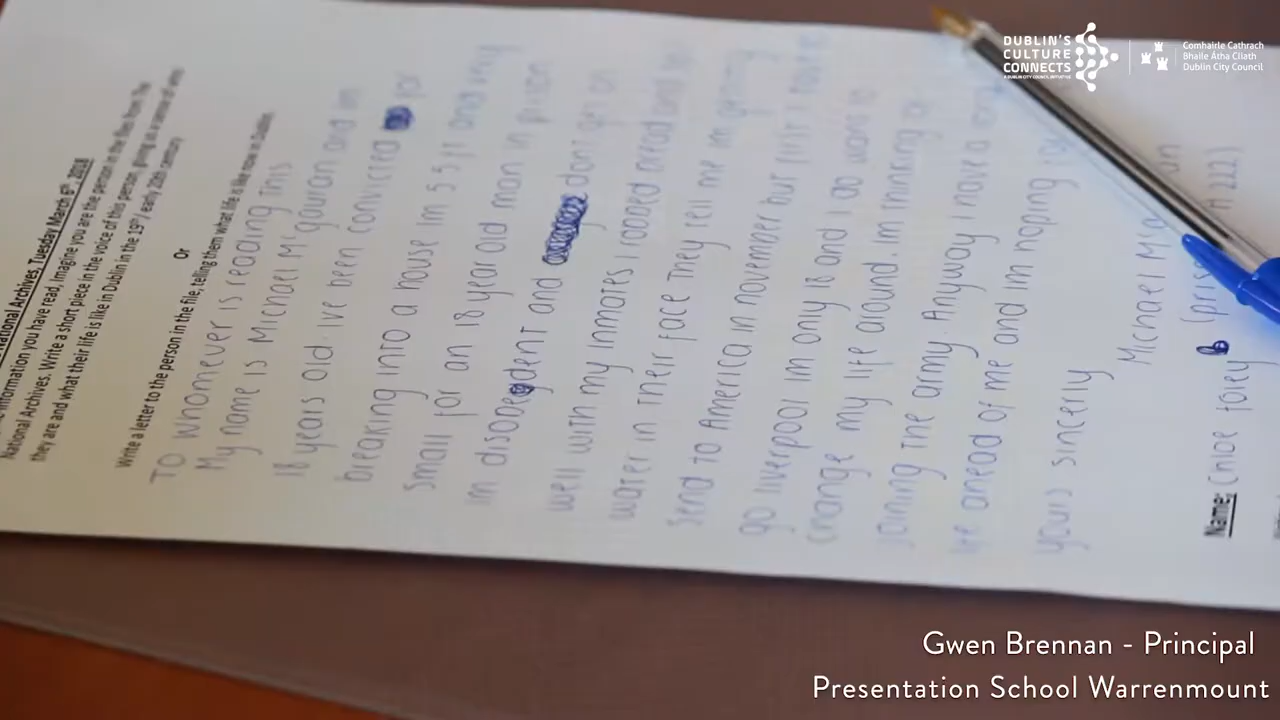 National Archives, Tuesday March 6th, 2018
information you have read, imagine you are the person in the files from the
National Archives. Write a short piece in the voice of this person, giving us a sense of who
they are and what their life is like in Dublin in the 19th / early 20th century
Or
Write a letter to the person in the file, telling them what life is like now in Dublin.
To whomever is reading this
My name is Michael Mc gauran and im
18 years old. Ive been convicted for
breaking into a house im 5 5 ft and very
small for an 18 year old man in prison
im disobedent and dont get on
well with my inmates I robbed bread and
water in their face They tell me im getting
send to America in november but first I
go liverpool im only 18 and I do want to
change my life around. Im thinking of
joining the army. Anyway I have a long
life ahead of me and im hoping
yours sincerly
Michael
Name: Chloe foley
DUBLIN'S
CULTURE
CONNECTS
A DUBLIN CITY COUNCIL INITIATIVE
Comhairle Cathrach
Bhaile Átha Cliath
Dublin City Council
Gwen Brennan - Principal
Presentation School Warrenmount